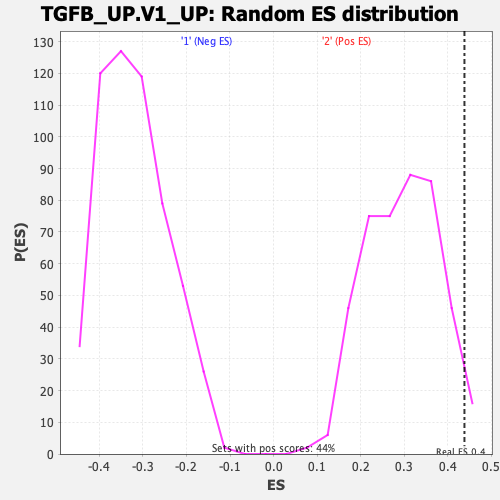 TGFB_UP.V1_UP: Random ES distribution
'1' (Neg ES) '2' (Pos ES)
130
120
110
100
90
80
70
60
50
40
30
20
10
0
P(ES)
Sets with pos scores: 44%
Real ES 0.4
-0.4 -0.3 -0.2 -0.1 0.0 0.1 0.2 0.3 0.4 0.5
ES